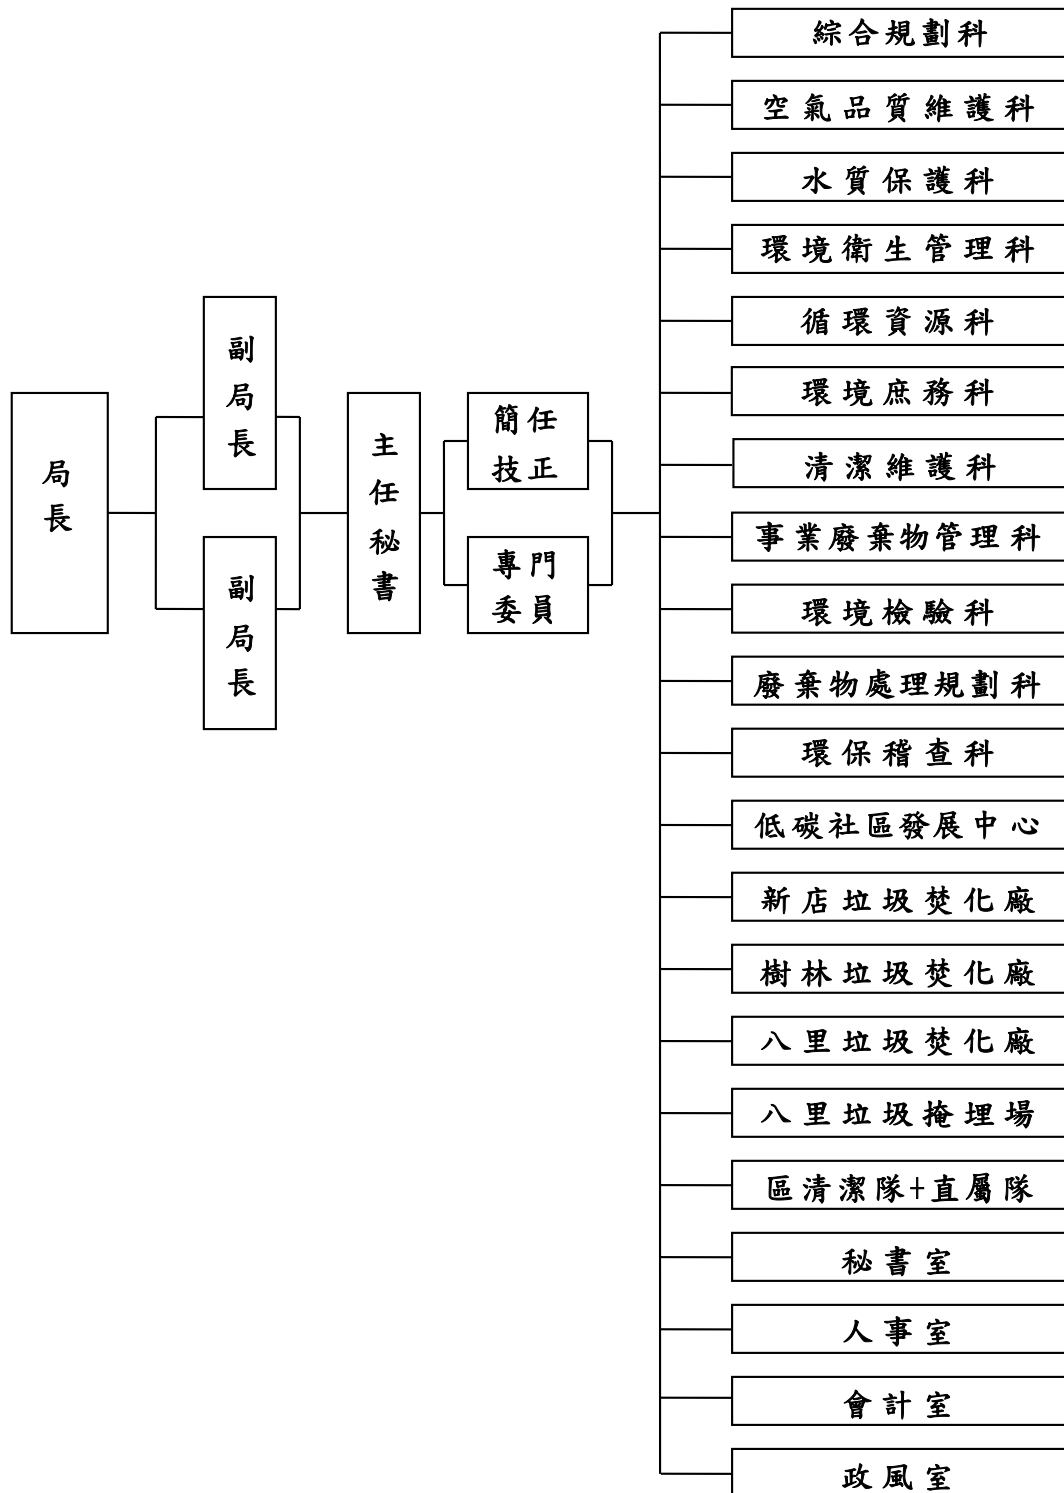 局長
副局長
副局長
主任秘書
簡任
技正
專門
委員
綜合規劃科
空氣品質維護科
水質保護科
環境衛生管理科
循環資源科
環境庶務科
清潔維護科
事業廢棄物管理科
環境檢驗科
廢棄物處理規劃科
環保稽查科
低碳社區發展中心
新店垃圾焚化廠
樹林垃圾焚化廠
八里垃圾焚化廠
八里垃圾掩埋場
區清潔隊+直屬隊
秘書室
人事室
會計室
政風室